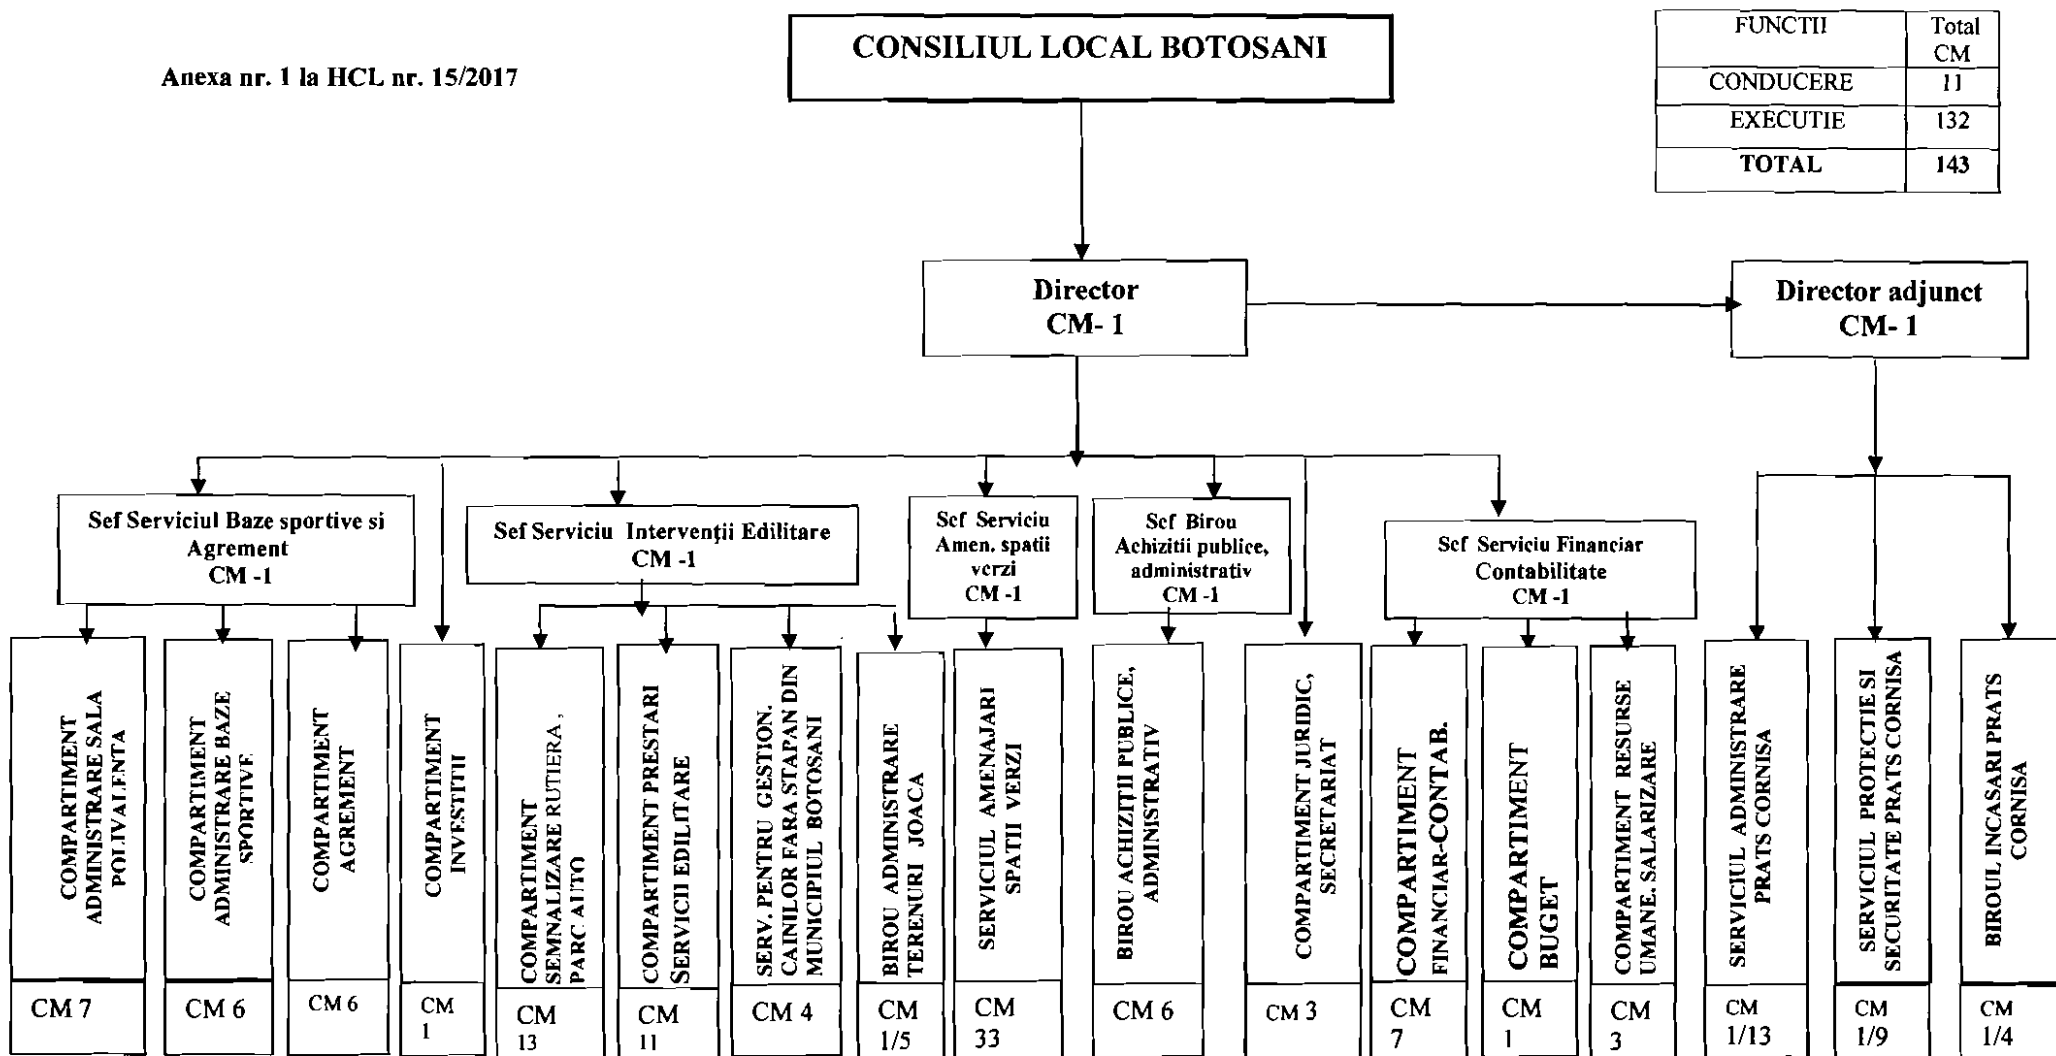 Anexa nr. 1 la HCL nr. 15/2017
CONSILIUL LOCAL BOTOSANI
FUNCTII Total CM
CONDUCERE 11
EXECUTIE 132
TOTAL 143
Director
CM- 1
Director adjunct
CM- 1
Sef Serviciul Baze sportive si
Agrement
CM -1
Sef Serviciu Intervenții Edilitare
CM -1
Sef Serviciu
Amen. spatii
verzi
CM -1
Sef Birou
Achizitii publice,
administrativ
CM -1
Sef Serviciu Financiar
Contabilitate
CM -1
COMPARTIMENT
ADMINISTRARE SALA
POLIVALENTA
CM 7
COMPARTIMENT
ADMINISTRARE BAZE
SPORTIVE
CM 6
COMPARTIMENT
AGREMENT
CM 6
COMPARTIMENT
INVESTITII
CM
1
COMPARTIMENT
SEMNALIZARE RUTIERA ,
PARC AUTO
CM
13
COMPARTIMENT PRESTARI
SERVICII EDILITARE
CM
11
SERV. PENTRU GESTION.
CAINILOR FARA STAPAN DIN
MUNICIPIUL BOTOSANI
CM 4
BIROU ADMINISTRARE
TERENURI JOACA
CM
1/5
SERVICIUL AMENAJARI
SPATII VERZI
CM
33
BIROU ACHIZIȚII PUBLICE,
ADMINISTRATIV
CM 6
COMPARTIMENT JURIDIC,
SECRETARIAT
CM 3
COMPARTIMENT
FINANCIAR-CONTAB.
CM
7
COMPARTIMENT
BUGET
CM
1
COMPARTIMENT RESURSE
UMANE. SALARIZARE
CM
3
SERVICIUL ADMINISTRARE
PRATS CORNISA
CM
1/13
SERVICIUL PROTECTIE SI
SECURITATE PRATS CORNISA
CM
1/9
BIROUL INCASARI PRATS
CORNISA
CM
1/4